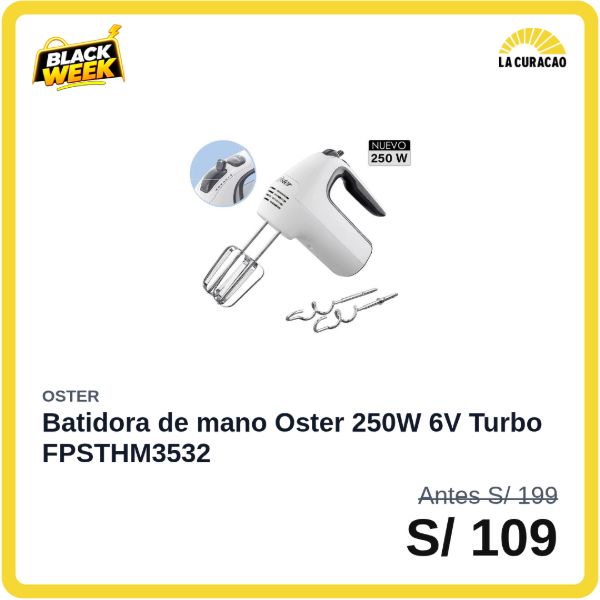 BLACK
WEEK
LA CURACAO
NUEVO
250 W
OSTER
Batidora de mano Oster 250W 6V Turbo
FPSTHM3532
Antes S/ 199
S/ 109